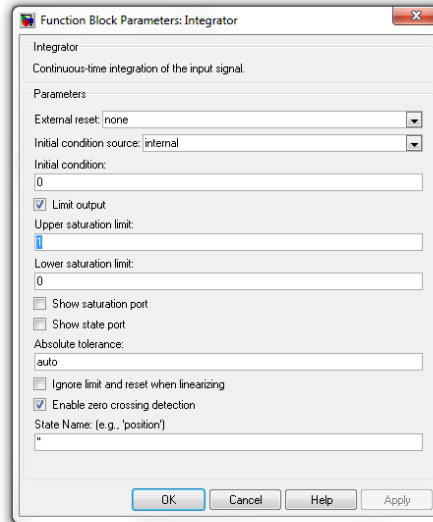 Function Block Parameters: Integrator
Integrator
Continuous-time integration of the input signal.
Parameters
External reset: none
Initial condition source: internal
Initial condition:
0
Limit output
Upper saturation limit:
1
Lower saturation limit:
0
Show saturation port
Show state port
Absolute tolerance:
auto
Ignore limit and reset when linearizing
Enable zero crossing detection
State Name: (e.g., 'position')
''
OK Cancel Help Apply